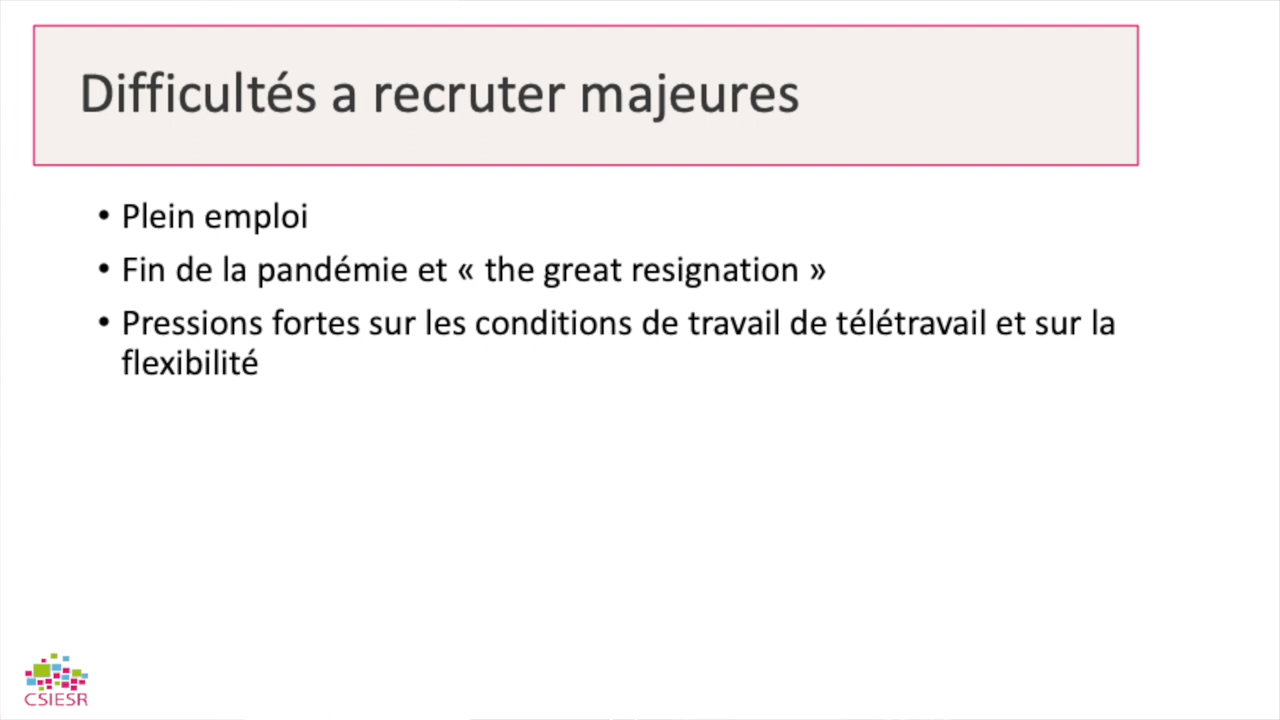 Difficultés a recruter majeures
• Plein emploi
• Fin de la pandémie et « the great resignation »
• Pressions fortes sur les conditions de travail de télétravail et sur la
flexibilité
CSIESR